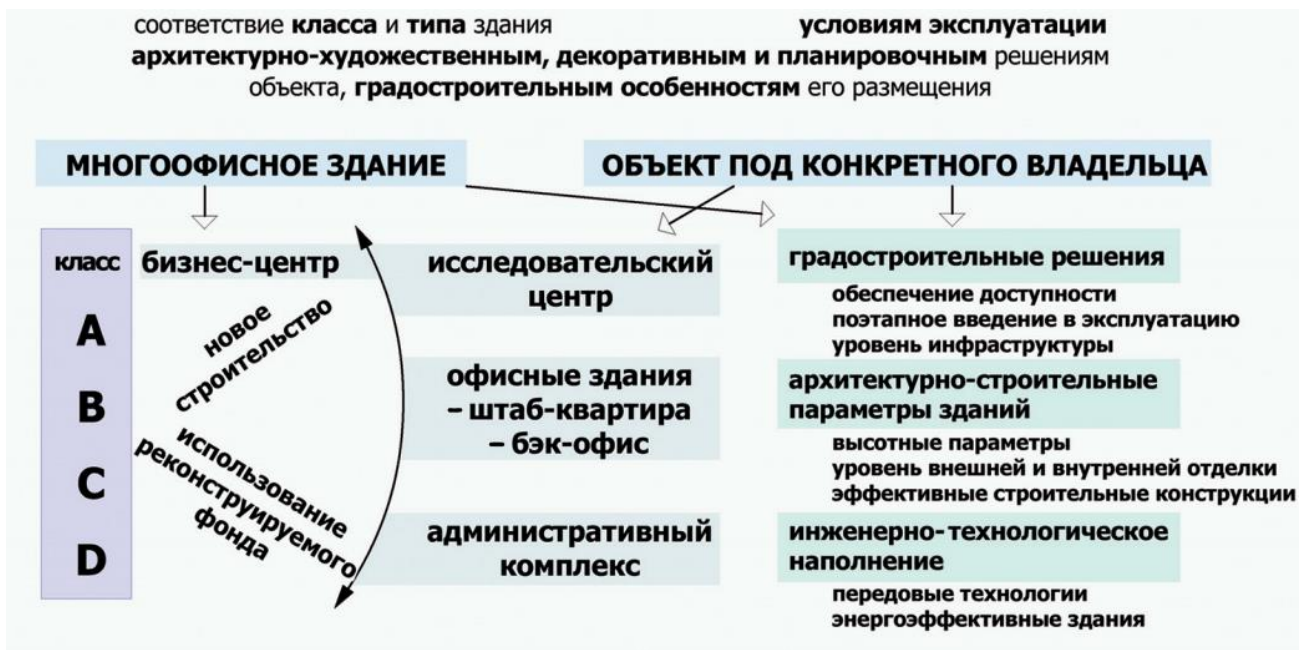 соответствие класса и типа здания условиям эксплуатации
архитектурно-художественным, декоративным и планировочным решениям
объекта, градостроительным особенностям его размещения
МНОГООФИСНОЕ ЗДАНИЕ
ОБЪЕКТ ПОД КОНКРЕТНОГО ВЛАДЕЛЬЦА
класс
A
B
C
D
бизнес-центр
новое
строительство
использование
реконструируемого
фонда
исследовательский
центр
офисные здания
– штаб-квартира
– бэк-офис
административный
комплекс
градостроительные решения
обеспечение доступности
поэтапное введение в эксплуатацию
уровень инфраструктуры
архитектурно-строительные
параметры зданий
высотные параметры
уровень внешней и внутренней отделки
эффективные строительные конструкции
инженерно-технологическое
наполнение
передовые технологии
энергоэффективные здания